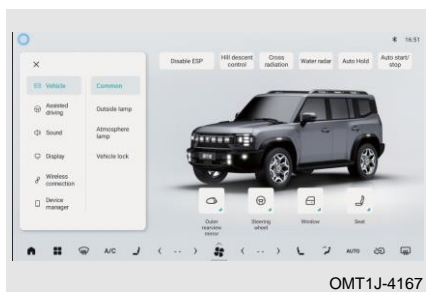 16:51
×
Disable ESP
Hill descent
control
Cross
radiation
Water radar
Auto Hold
Auto start/
stop
Vehicle
Common
Assisted
driving
Outside lamp
Sound
Atmosphere
lamp
Display
Vehicle lock
Wireless
connection
Device
manager
Outer
rearview
mirror
Steering
wheel
Window
Seat
A/C
< -- >
< -- >
AUTO
OMT1J-4167